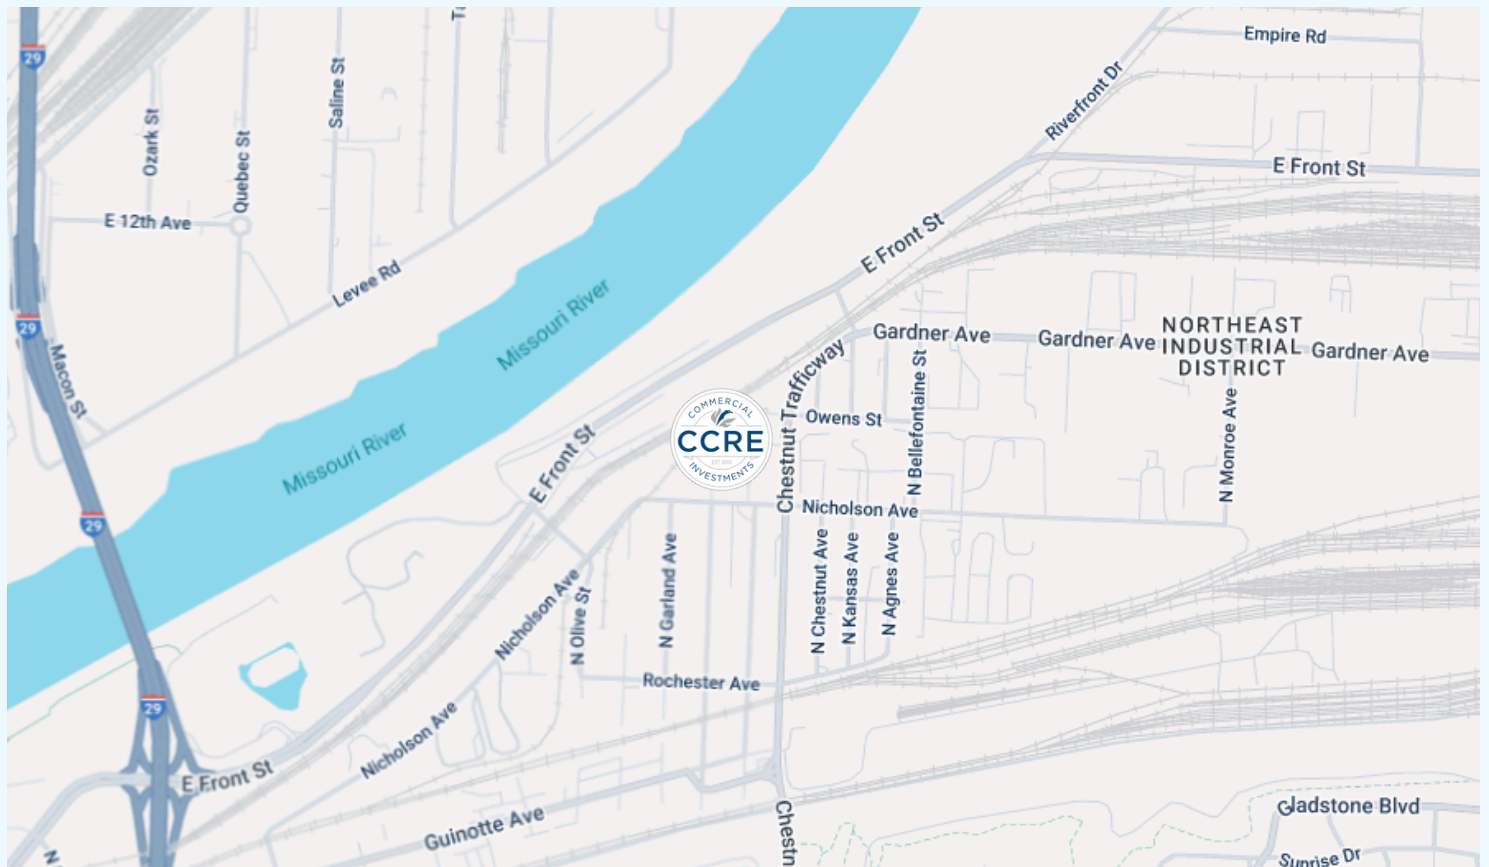 29
Ozark St
Quebec St
Saline St
Empire Rd
Riverfront Dr
E Front St
E 12th Ave
Levee Rd
E Front St
Missouri River
29
Macon St
Gardner Ave
Gardner Ave
NORTHEAST
INDUSTRIAL
DISTRICT
Gardner Ave
Chestnut Trafficway
Owens St
N Bellefontaine St
N Monroe Ave
COMMERCIAL
CCRE
INVESTMENTS
Missouri River
E Front St
29
Nicholson Ave
N Chestnut Ave
N Kansas Ave
N Agnes Ave
N Garland Ave
Nicholson Ave
N Olive St
Rochester Ave
29
Nicholson Ave
E Front St
Guinotte Ave
Chestn
Gladstone Blvd
Sunrise Dr
N